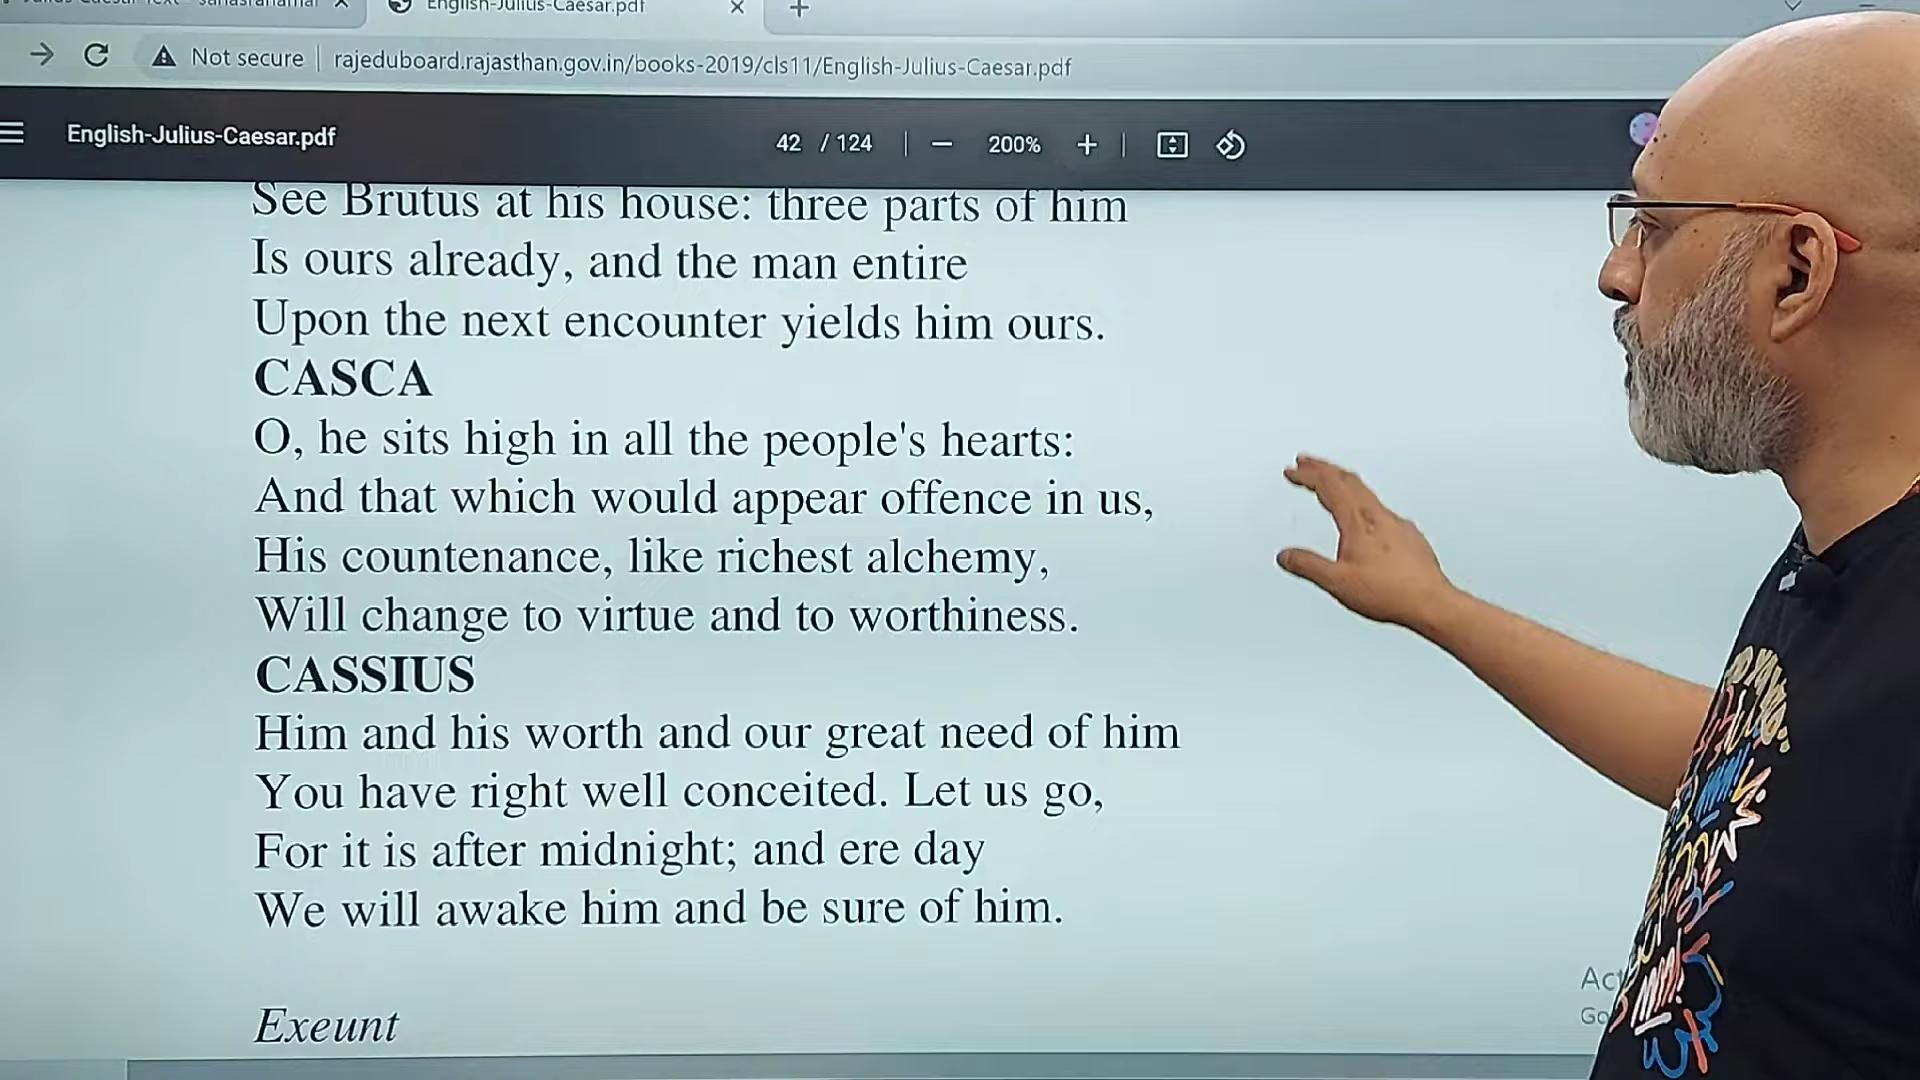 English-Julius-Caesar.pdf
Not secure rajeduboard.rajasthan.gov.in/books-2019/cls11/English-Julius-Caesar.pdf
English-Julius-Caesar.pdf 42 / 124 200%
See Brutus at his house: three parts of him
Is ours already, and the man entire
Upon the next encounter yields him ours.
CASCA
O, he sits high in all the people's hearts:
And that which would appear offence in us,
His countenance, like richest alchemy,
Will change to virtue and to worthiness.
CASSIUS
Him and his worth and our great need of him
You have right well conceited. Let us go,
For it is after midnight; and ere day
We will awake him and be sure of him.
Exeunt